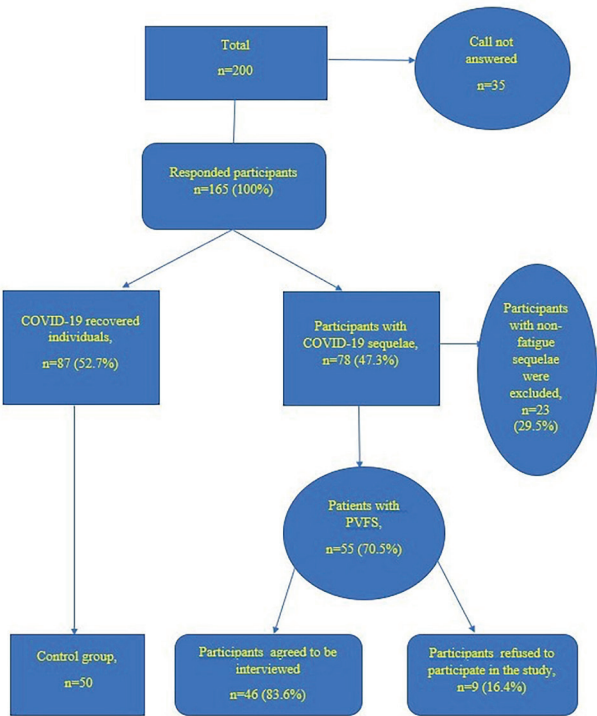 Total
n=200
Call not
answered
n=35
Responded participants
n=165 (100%)
COVID-19 recovered
individuals,
n=87 (52.7%)
Participants with
COVID-19 sequelae,
n=78 (47.3%)
Participants
with non-
fatigue
sequelae
were
excluded,
n=23
(29.5%)
Patients with
PVFS,
n=55 (70.5%)
Control group,
n=50
Participants agreed to be
interviewed
n=46 (83.6%)
Participants refused to
participate in the study,
n=9 (16.4%)